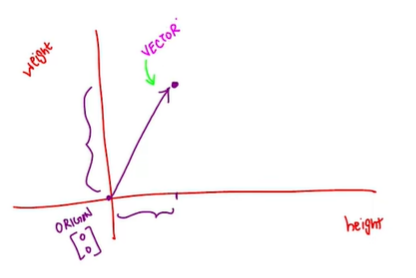 weight
VECTOR
ORIGIN
[0
0]
height